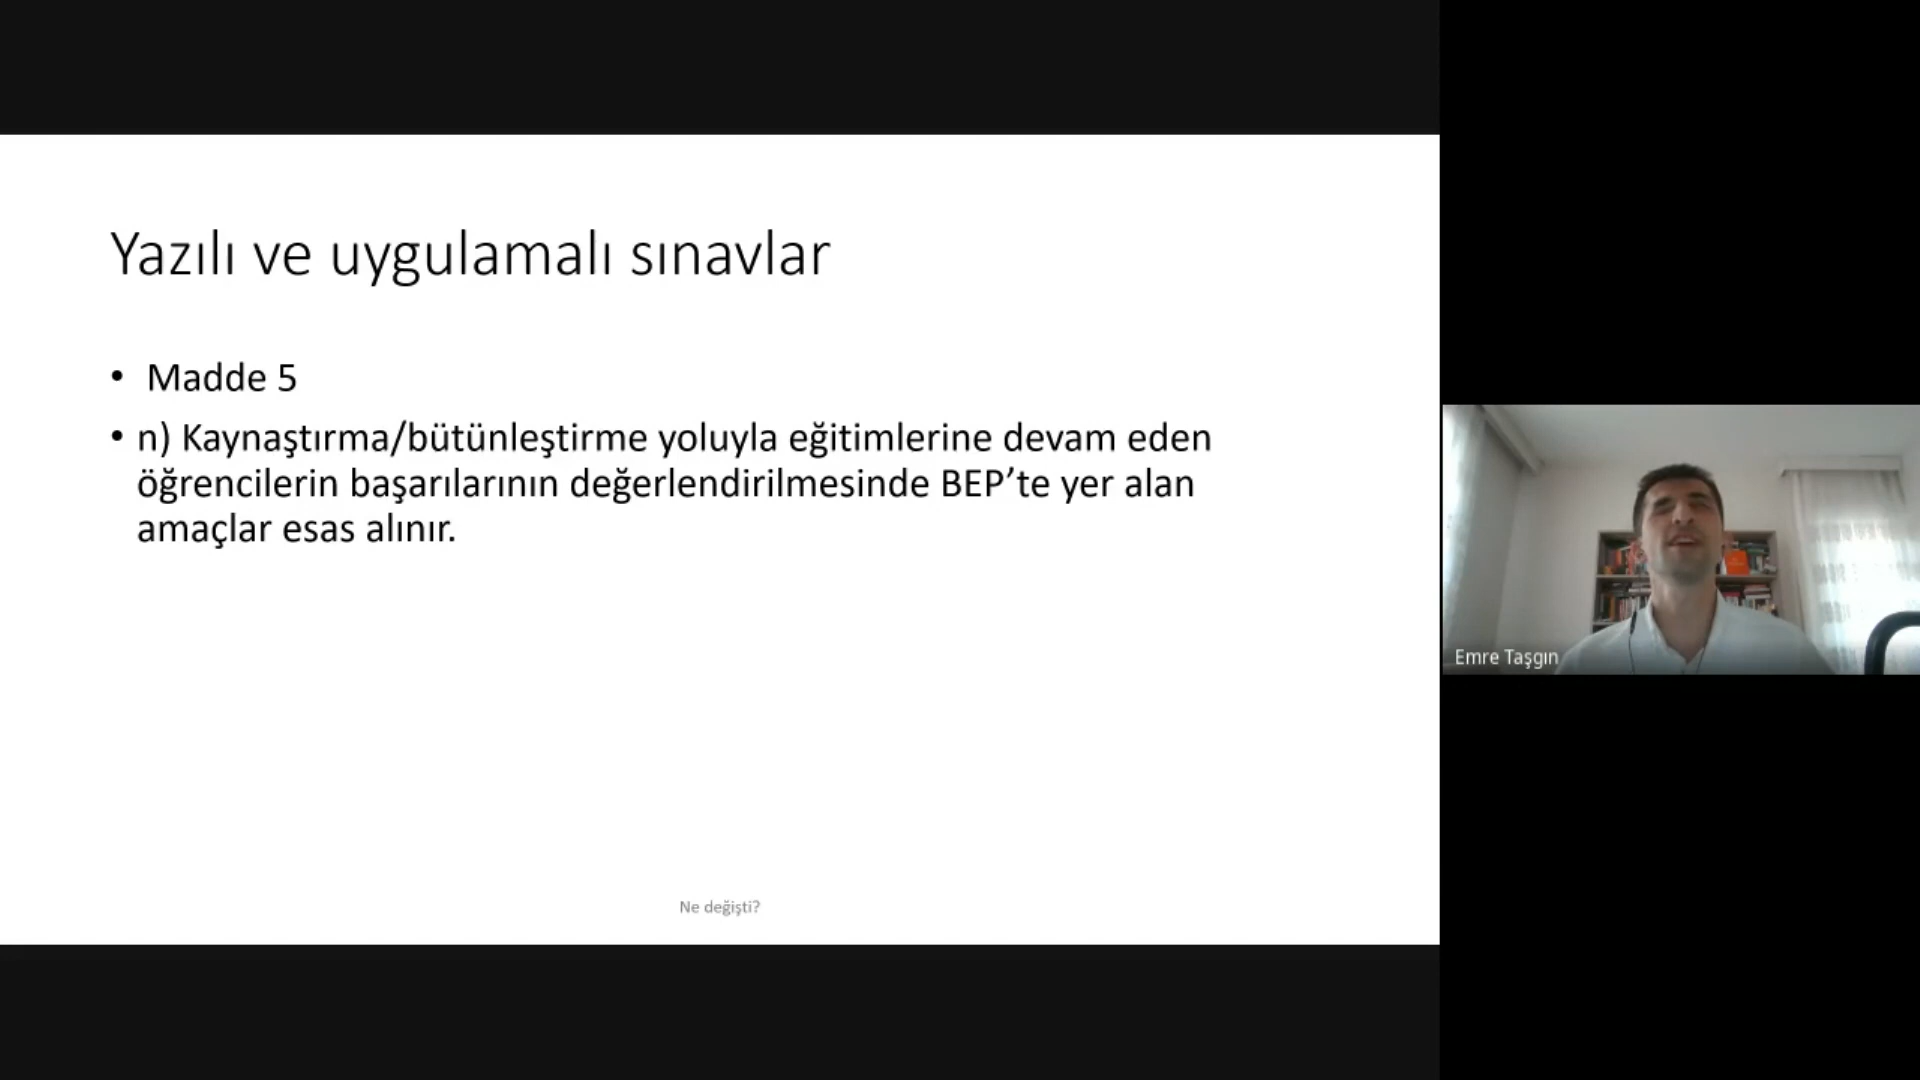 Yazılı ve uygulamalı sınavlar
• Madde 5
• n) Kaynaştırma/bütünleştirme yoluyla eğitimlerine devam eden
öğrencilerin başarılarının değerlendirilmesinde BEP’te yer alan
amaçlar esas alınır.
Ne değişti?
Emre Taşgın